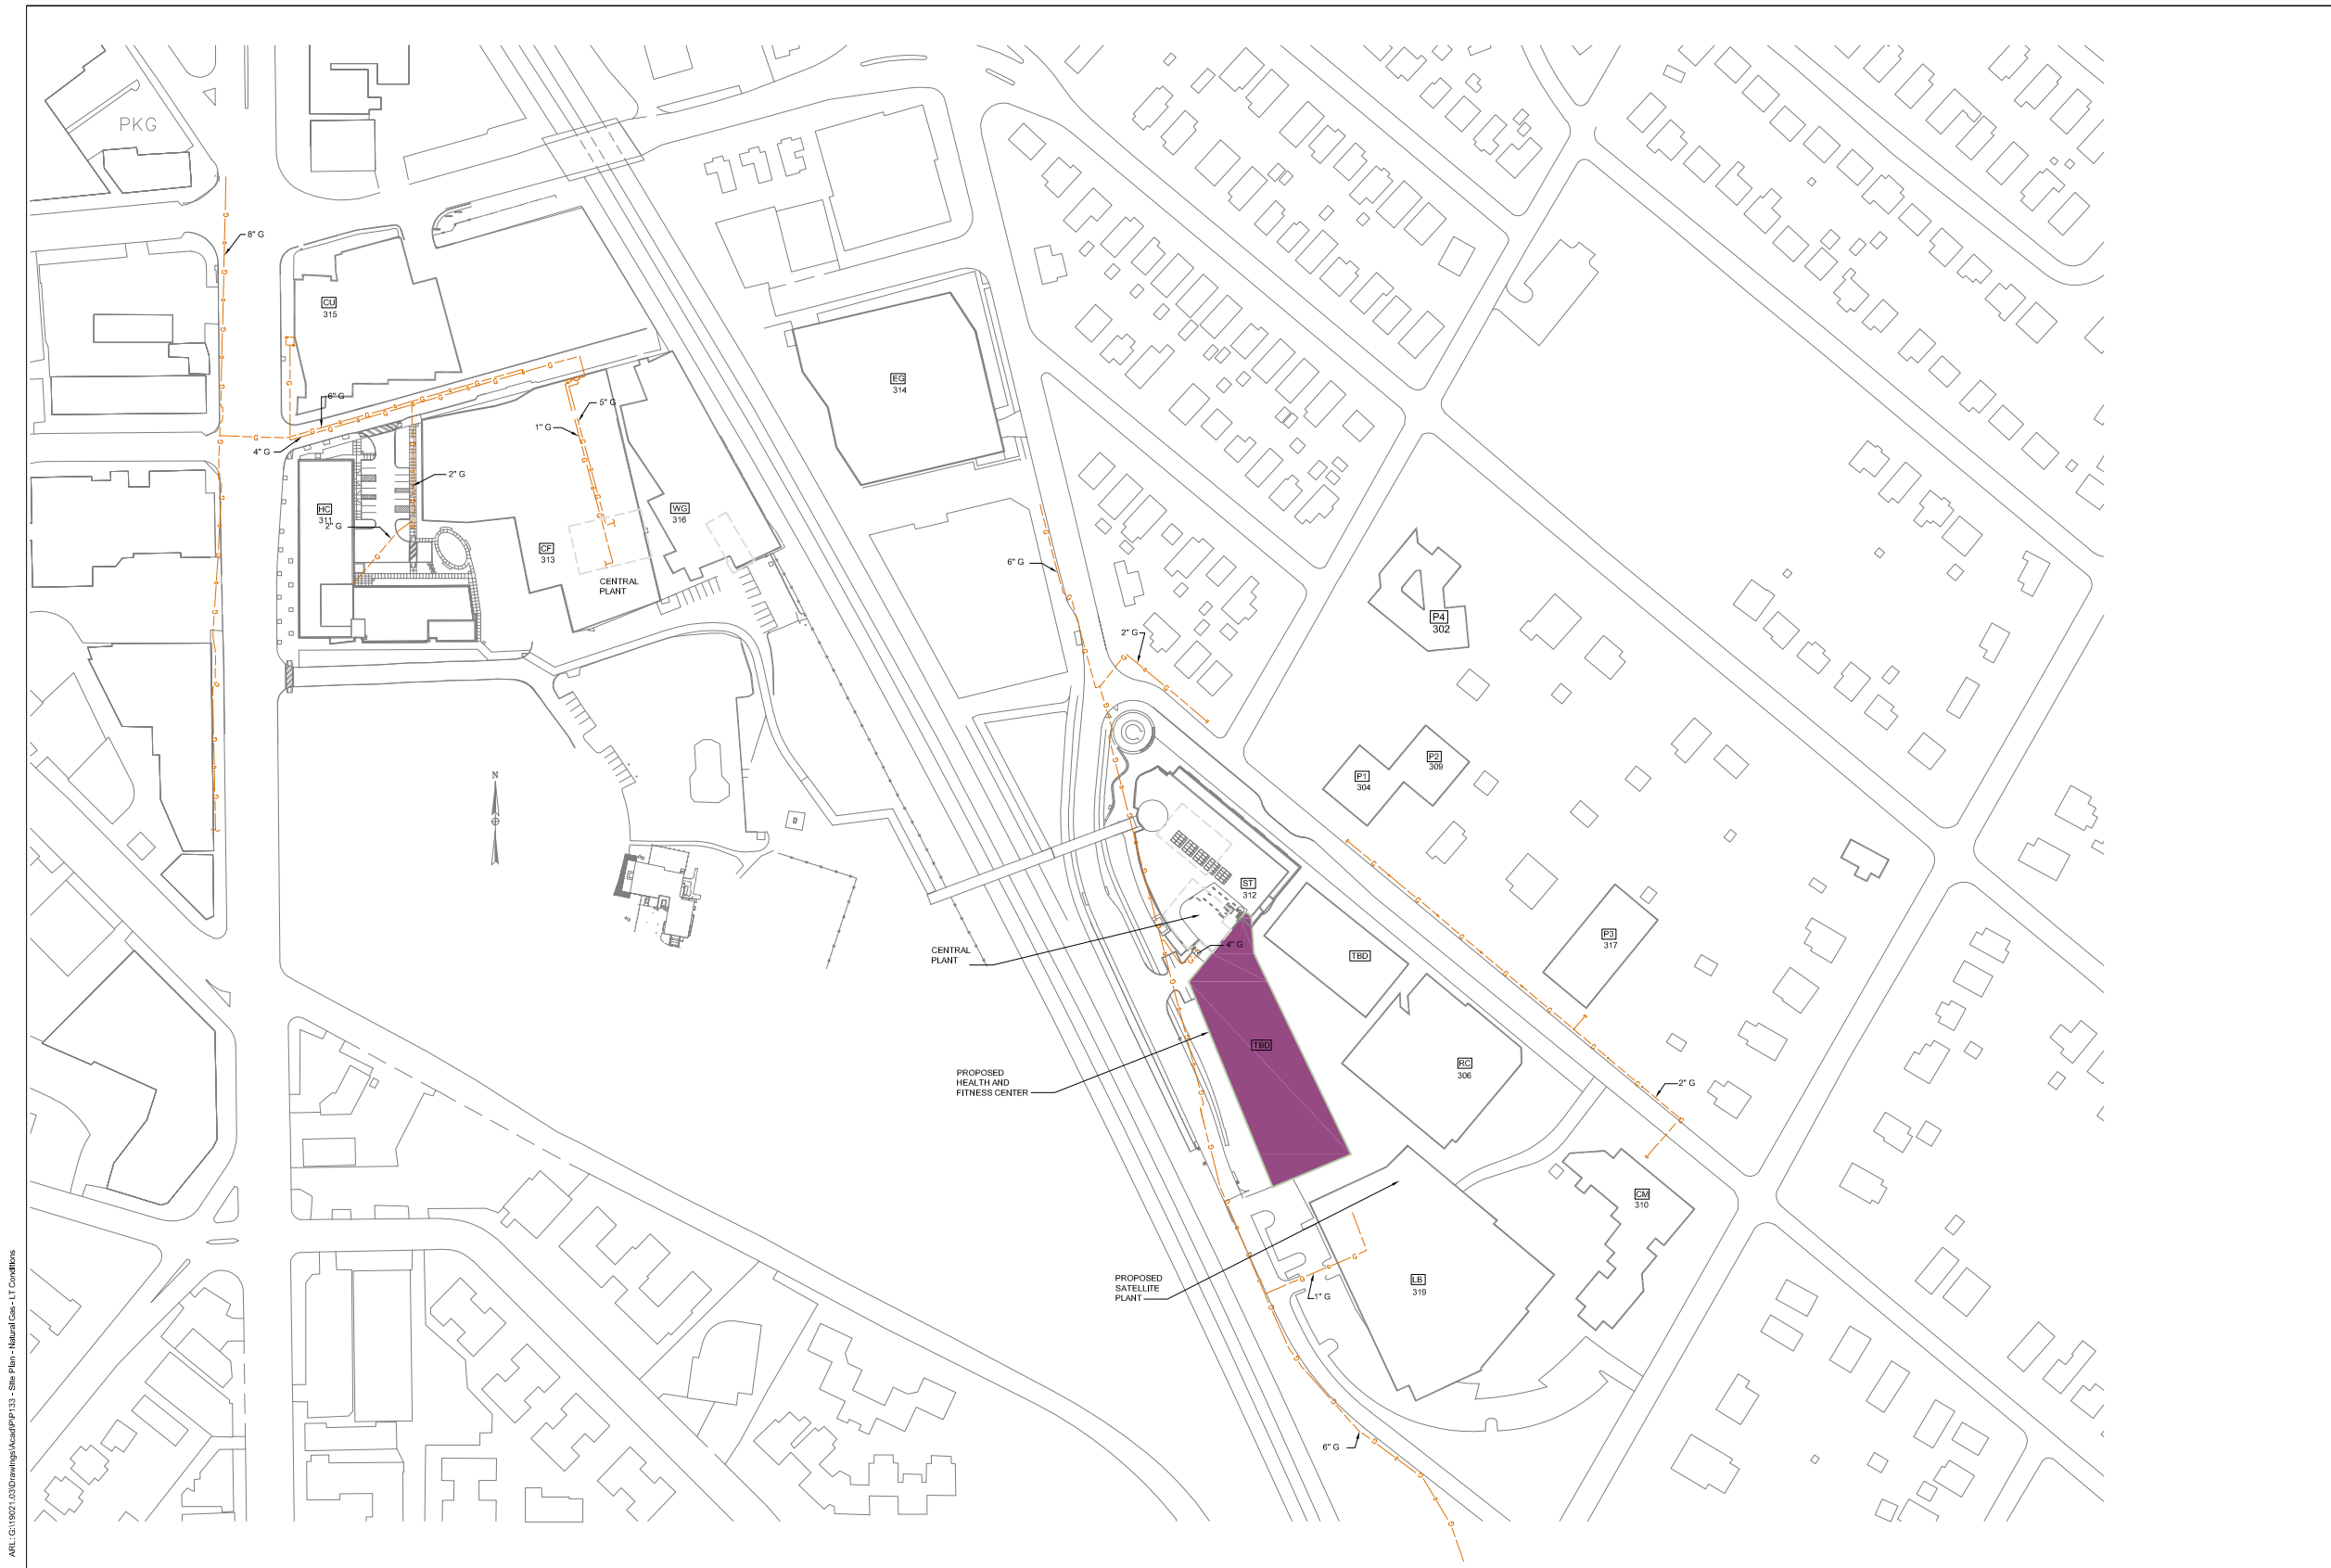 PKG
8" G
CU
315
EG
314
6" G
5" G
1" G
4" G
2" G
HC
311
2" G
WG
316
CF
313
CENTRAL
PLANT
6" G
2" G
P4
302
N
P2
309
P1
304
ST
312
P3
317
CENTRAL
PLANT
4" G
TBD
TBD
RC
306
PROPOSED
HEALTH AND
FITNESS CENTER
2" G
CM
310
PROPOSED
SATELLITE
PLANT
LB
319
1" G
6" G
ARL: G:\19021.03\Drawings\Acad\P\P133 - Site Plan - Natural Gas - LT Conditions